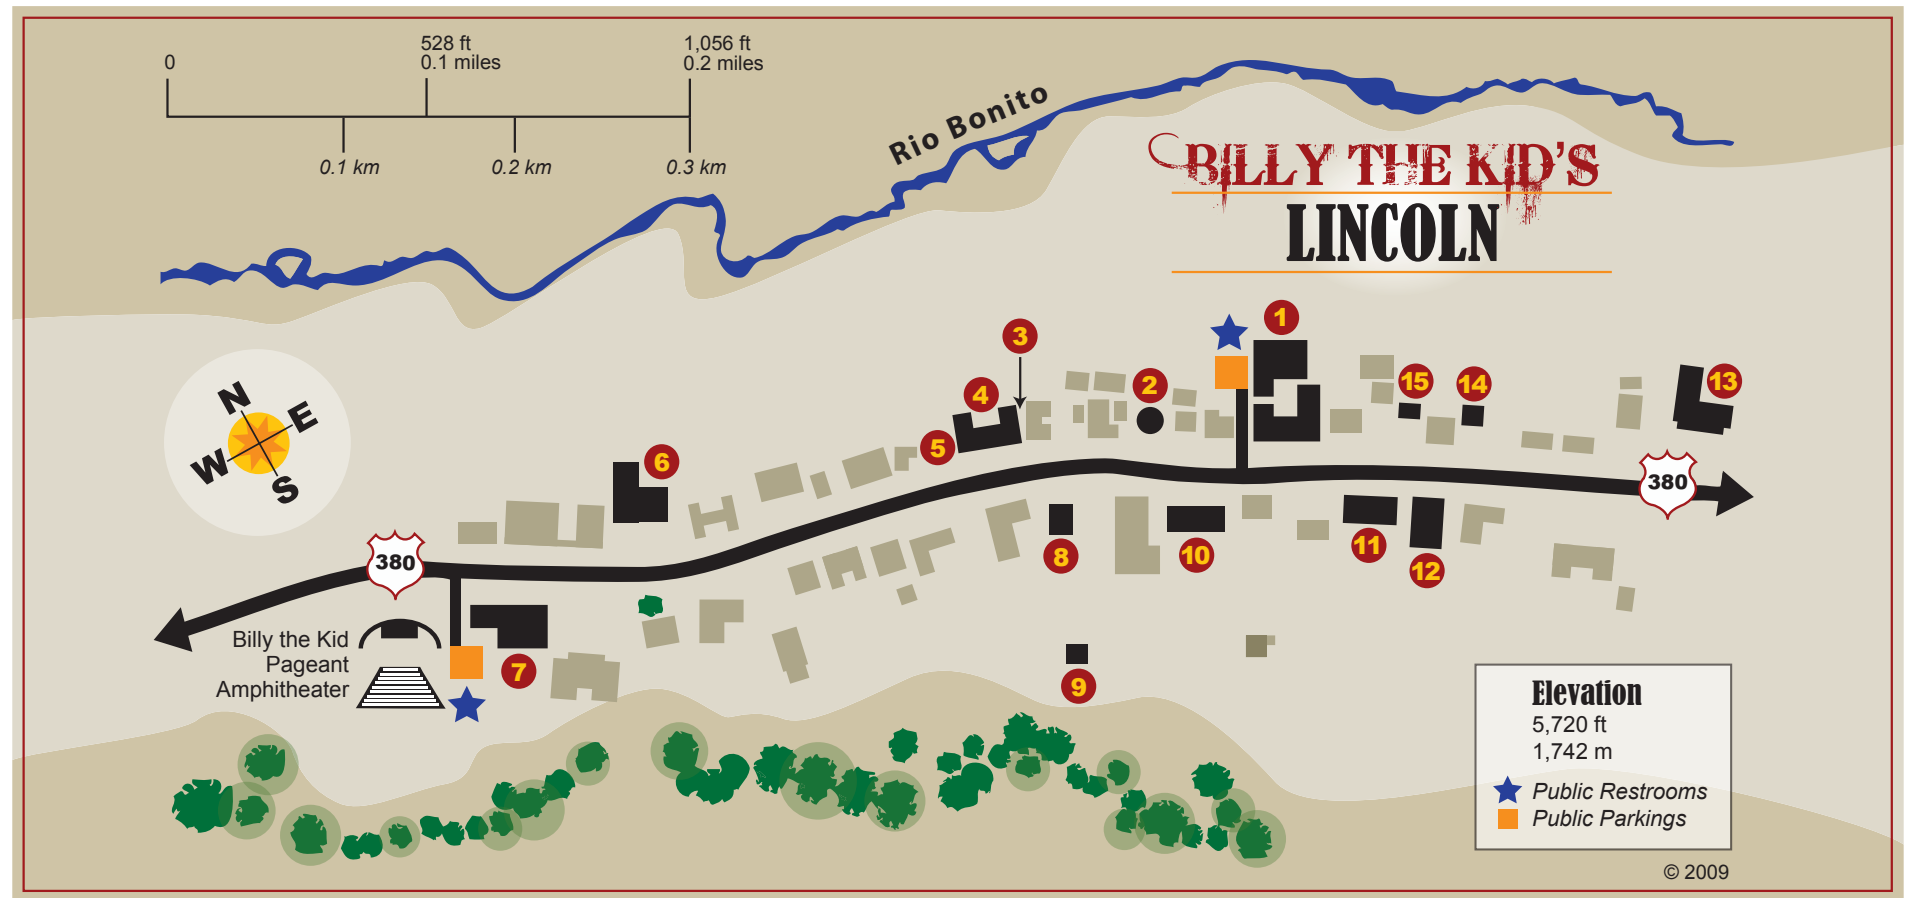 528 ft
0.1 miles
1,056 ft
0.2 miles
0
0.1 km
0.2 km
0.3 km
Rio Bonito
BILLY THE KID'S
LINCOLN
N
E
W
S
1
2
3
4
5
6
15
14
13
380
380
8
10
11
12
7
9
Billy the Kid
Pageant
Amphitheater
Elevation
5,720 ft
1,742 m
Public Restrooms
Public Parkings
© 2009